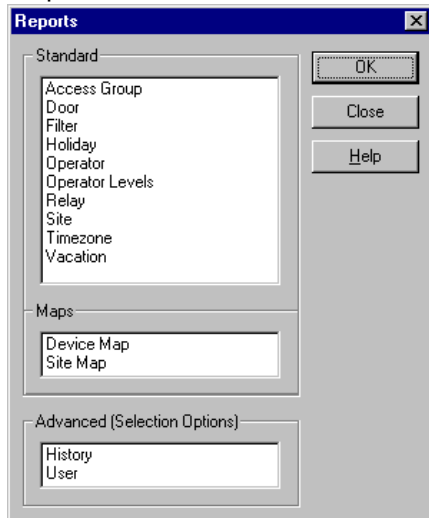 Reports
Standard
Access Group
Door
Filter
Holiday
Operator
Operator Levels
Relay
Site
Timezone
Vacation
Maps
Device Map
Site Map
Advanced (Selection Options)
History
User
OK
Close
Help